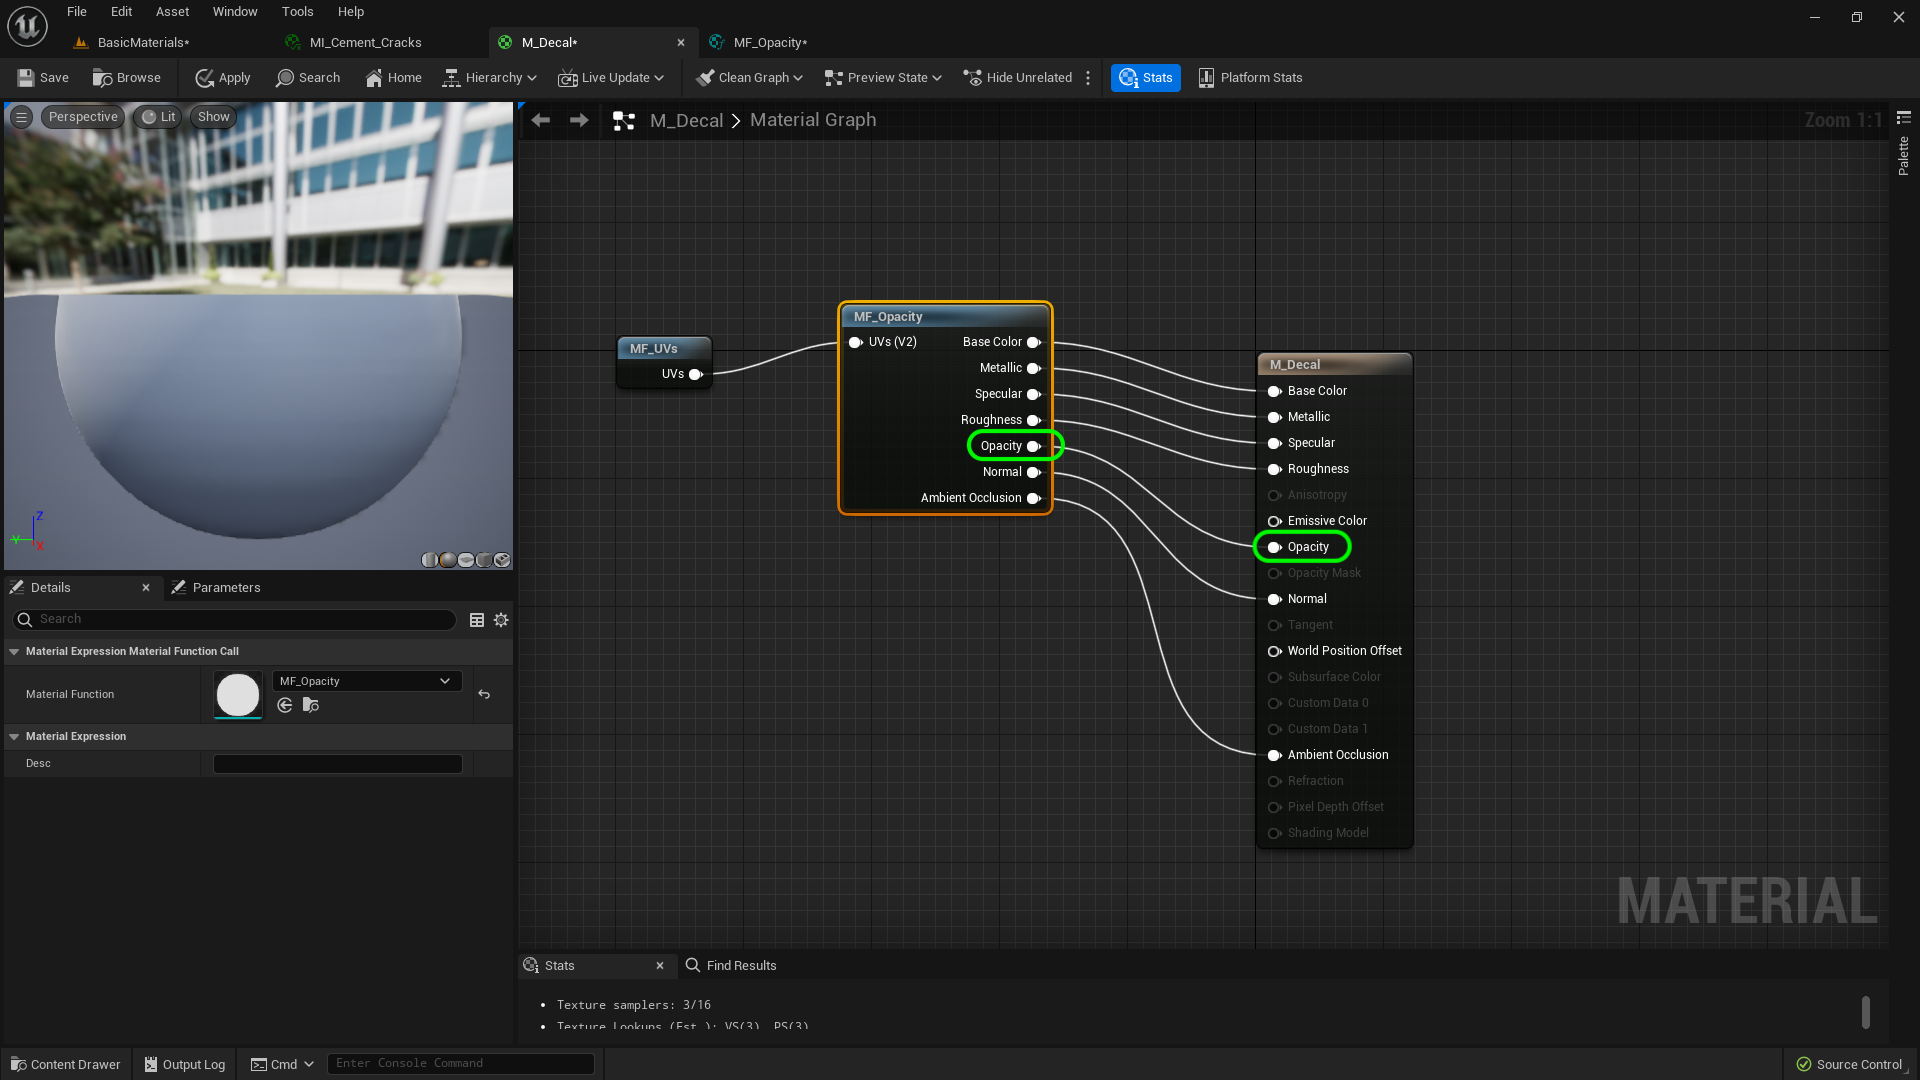 File Edit Asset Window Tools Help
BasicMaterials* MI_Cement_Cracks M_Decal* MF_Opacity*
Save Browse Apply Search Home Hierarchy Live Update Clean Graph Preview State Hide Unrelated Stats Platform Stats
Perspective Lit Show
M_Decal > Material Graph
Zoom 1:1
Palette
MF_UVs
UVs
MF_Opacity
UVs (V2) Base Color
Metallic
Specular
Roughness
Opacity
Normal
Ambient Occlusion
M_Decal
Base Color
Metallic
Specular
Roughness
Anisotropy
Emissive Color
Opacity
Opacity Mask
Normal
Tangent
World Position Offset
Subsurface Color
Custom Data 0
Custom Data 1
Ambient Occlusion
Refraction
Pixel Depth Offset
Shading Model
MATERIAL
Z
Y
X
Details Parameters
Search
Material Expression Material Function Call
Material Function MF_Opacity
Material Expression
Desc
Stats Find Results
Texture samplers: 3/16
Texture Lookups (Est.): VS(3), PS(3)
Content Drawer Output Log Cmd Enter Console Command Source Control